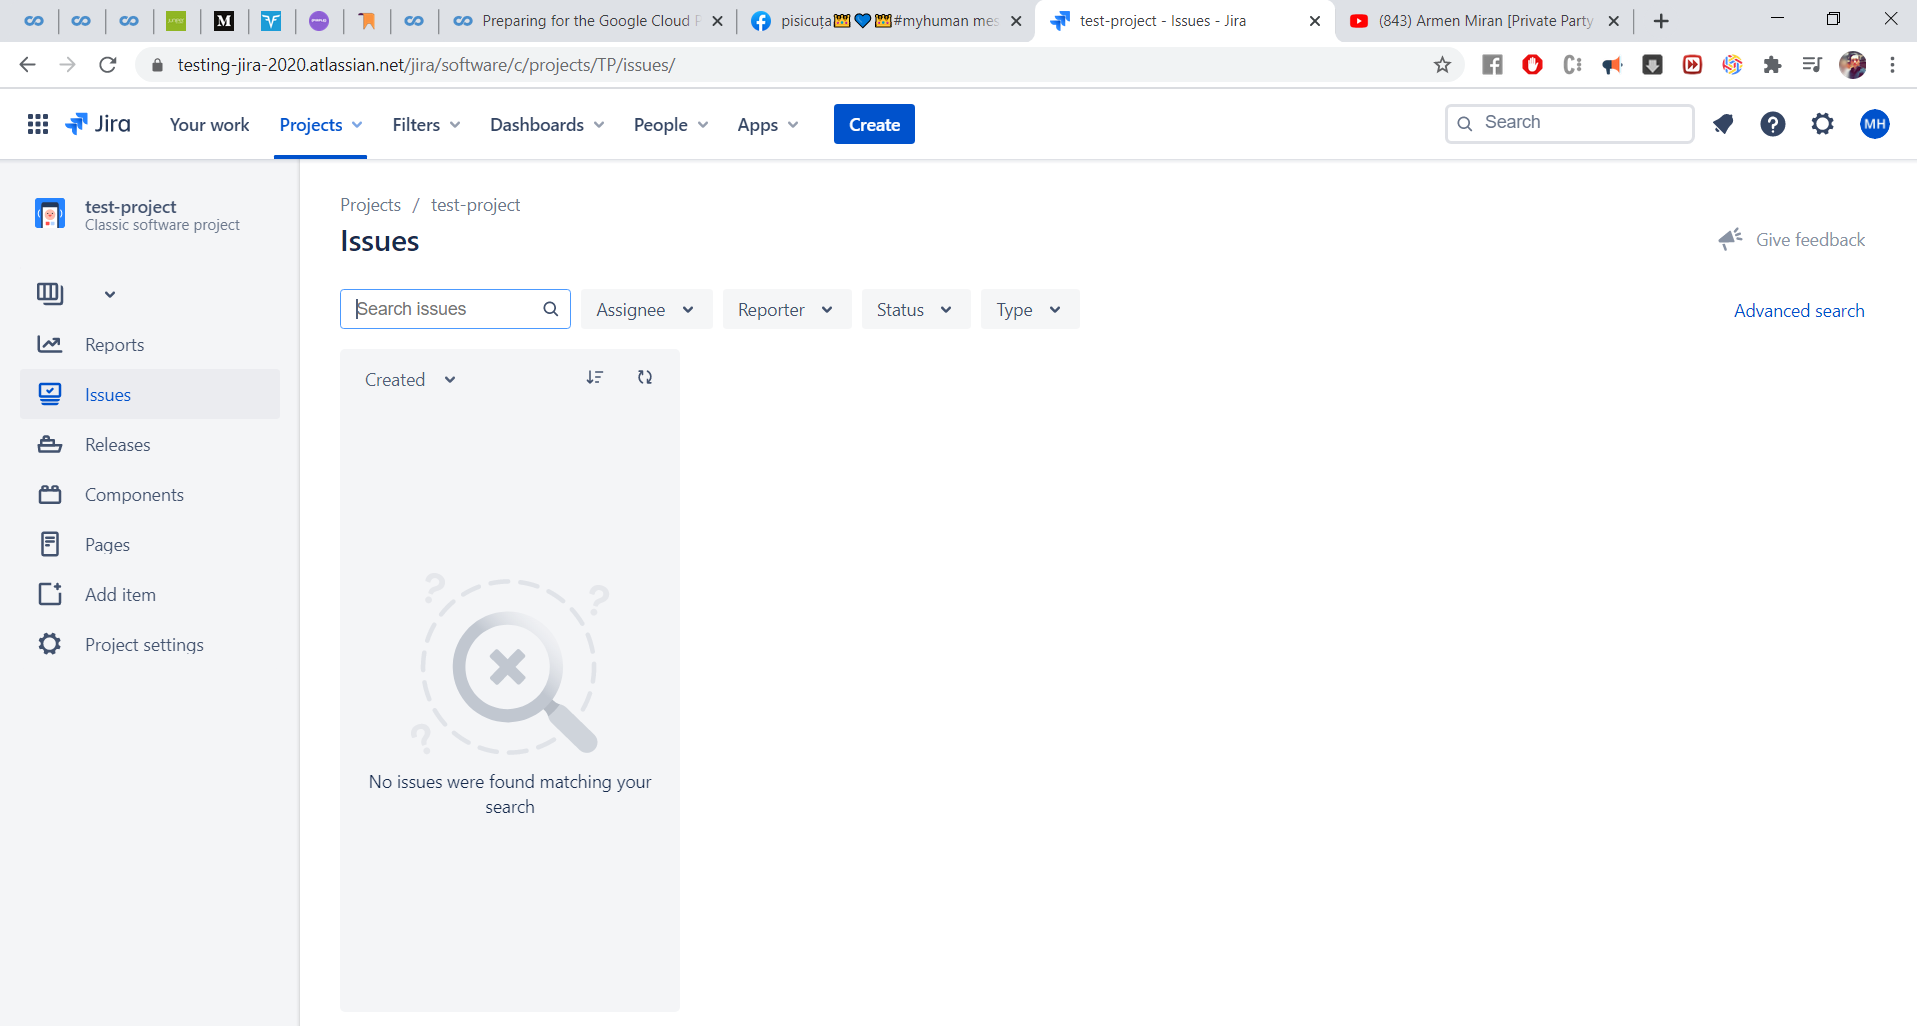 Preparing for the Google Cloud P
pisicuța👑💙👑#myhuman mes
test-project - Issues - Jira
(843) Armen Miran [Private Party
testing-jira-2020.atlassian.net/jira/software/c/projects/TP/issues/
Jira
Your work
Projects
Filters
Dashboards
People
Apps
Create
Search
MH
test-project
Classic software project
Reports
Issues
Releases
Components
Pages
Add item
Project settings
Projects / test-project
Issues
Give feedback
Search issues
Assignee
Reporter
Status
Type
Advanced search
Created
No issues were found matching your
search